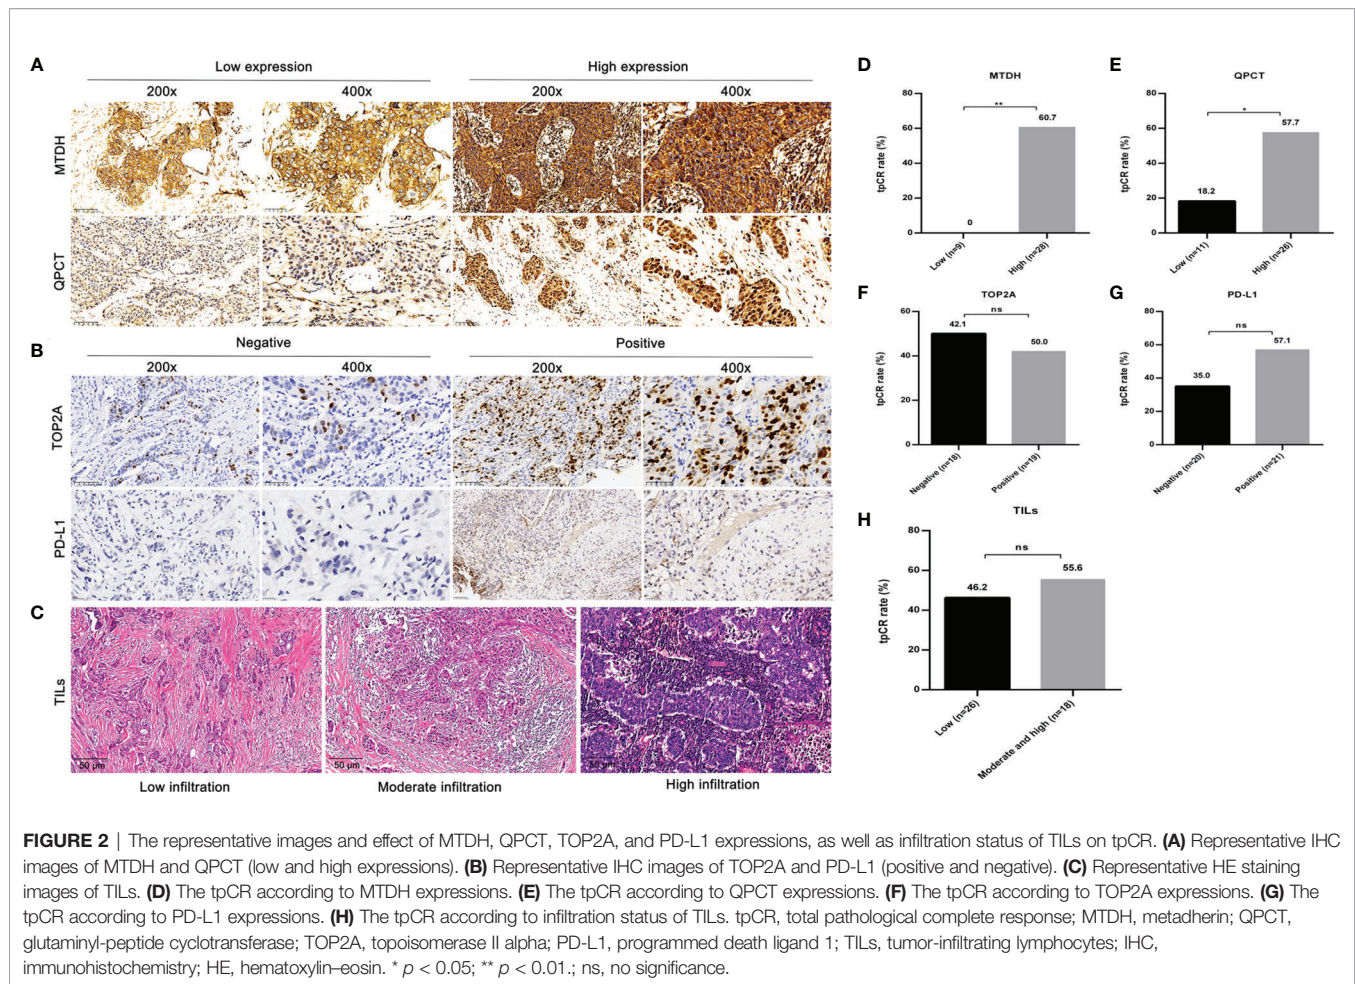 A
Low expression
High expression
200x
400x
200x
400x
MTDH
QPCT
B
Negative
Positive
200x
400x
200x
400x
TOP2A
PD-L1
C
TILs
50 µm
50 µm
50 µm
Low infiltration
Moderate infiltration
High infiltration
D
MTDH
tpCR rate (%)
80
60
40
20
0
**
0
60.7
Low (n=9)
High (n=28)
E
QPCT
tpCR rate (%)
80
60
40
20
0
*
18.2
57.7
Low (n=11)
High (n=26)
F
TOP2A
tpCR rate (%)
60
40
20
0
ns
42.1
50.0
Negative (n=18)
Positive (n=19)
G
PD-L1
tpCR rate (%)
80
60
40
20
0
ns
35.0
57.1
Negative (n=20)
Positive (n=21)
H
TILs
tpCR rate (%)
80
60
40
20
0
ns
46.2
55.6
Low (n=26)
Moderate and high (n=18)
FIGURE 2 | The representative images and effect of MTDH, QPCT, TOP2A, and PD-L1 expressions, as well as infiltration status of TILs on tpCR. (A) Representative IHC
images of MTDH and QPCT (low and high expressions). (B) Representative IHC images of TOP2A and PD-L1 (positive and negative). (C) Representative HE staining
images of TILs. (D) The tpCR according to MTDH expressions. (E) The tpCR according to QPCT expressions. (F) The tpCR according to TOP2A expressions. (G) The
tpCR according to PD-L1 expressions. (H) The tpCR according to infiltration status of TILs. tpCR, total pathological complete response; MTDH, metadherin; QPCT,
glutaminyl-peptide cyclotransferase; TOP2A, topoisomerase II alpha; PD-L1, programmed death ligand 1; TILs, tumor-infiltrating lymphocytes; IHC,
immunohistochemistry; HE, hematoxylin–eosin. * p < 0.05; ** p < 0.01.; ns, no significance.